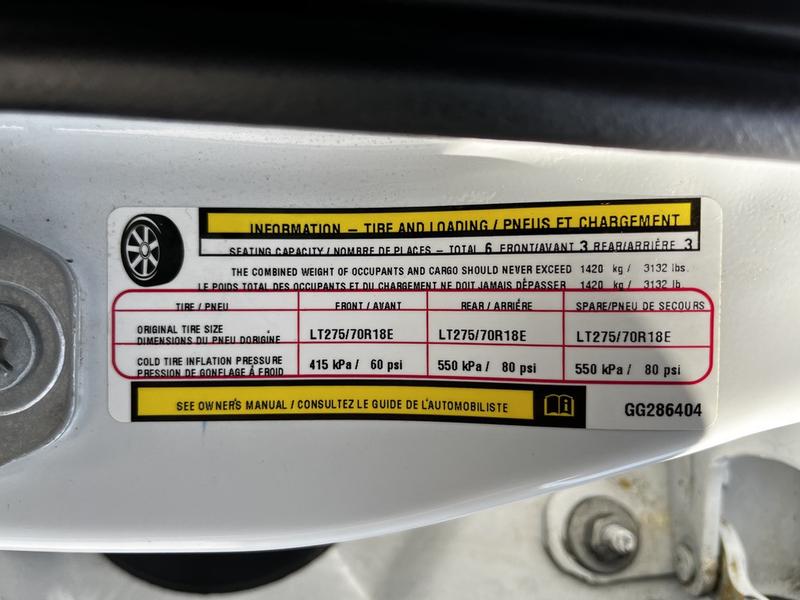 INFORMATION – TIRE AND LOADING / PNEUS ET CHARGEMENT
SEATING CAPACITY / NOMBRE DE PLACES – TOTAL 6 FRONT/AVANT 3 REAR/ARRIÈRE 3
THE COMBINED WEIGHT OF OCCUPANTS AND CARGO SHOULD NEVER EXCEED 1420 kg / 3132 lbs.
LE POIDS TOTAL DES OCCUPANTS ET DU CHARGEMENT NE DOIT JAMAIS DÉPASSER 1420 kg / 3132 lb.
TIRE / PNEU FRONT / AVANT REAR / ARRIÉRE SPARE/PNEU DE SECOURS
ORIGINAL TIRE SIZE
DIMENSIONS DU PNEU D'ORIGINE LT275/70R18E LT275/70R18E LT275/70R18E
COLD TIRE INFLATION PRESSURE
PRESSION DE GONFLAGE Á FROID 415 kPa / 60 psi 550 kPa / 80 psi 550 kPa / 80 psi
SEE OWNER'S MANUAL / CONSULTEZ LE GUIDE DE L'AUTOMOBILISTE
GG286404